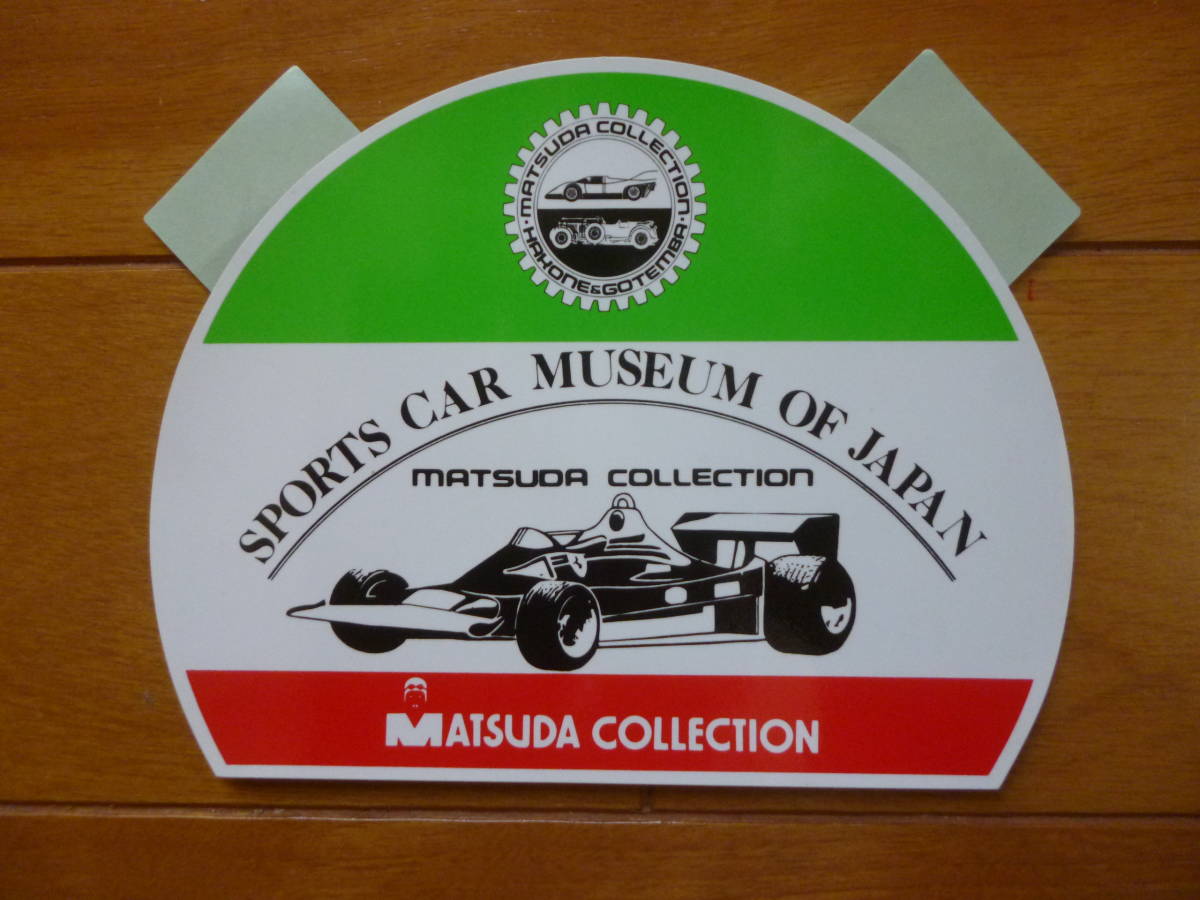 MATSUDA COLLECTION
·HAKONE&GOTEMBA·
SPORTS CAR MUSEUM OF JAPAN
MATSUDA COLLECTION
MATSUDA COLLECTION